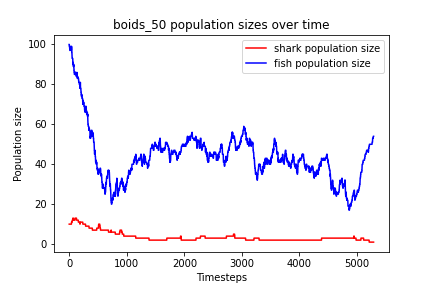 boids_50 population sizes over time
shark population size
fish population size
100
80
60
40
20
0
Population size
0
1000
2000
3000
4000
5000
Timesteps